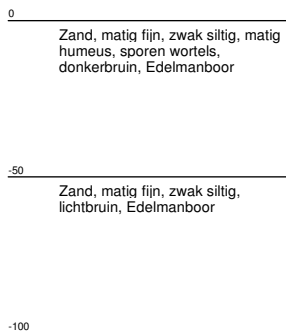 0
Zand, matig fijn, zwak siltig, matig
humeus, sporen wortels,
donkerbruin, Edelmanboor
-50
Zand, matig fijn, zwak siltig,
lichtbruin, Edelmanboor
-100